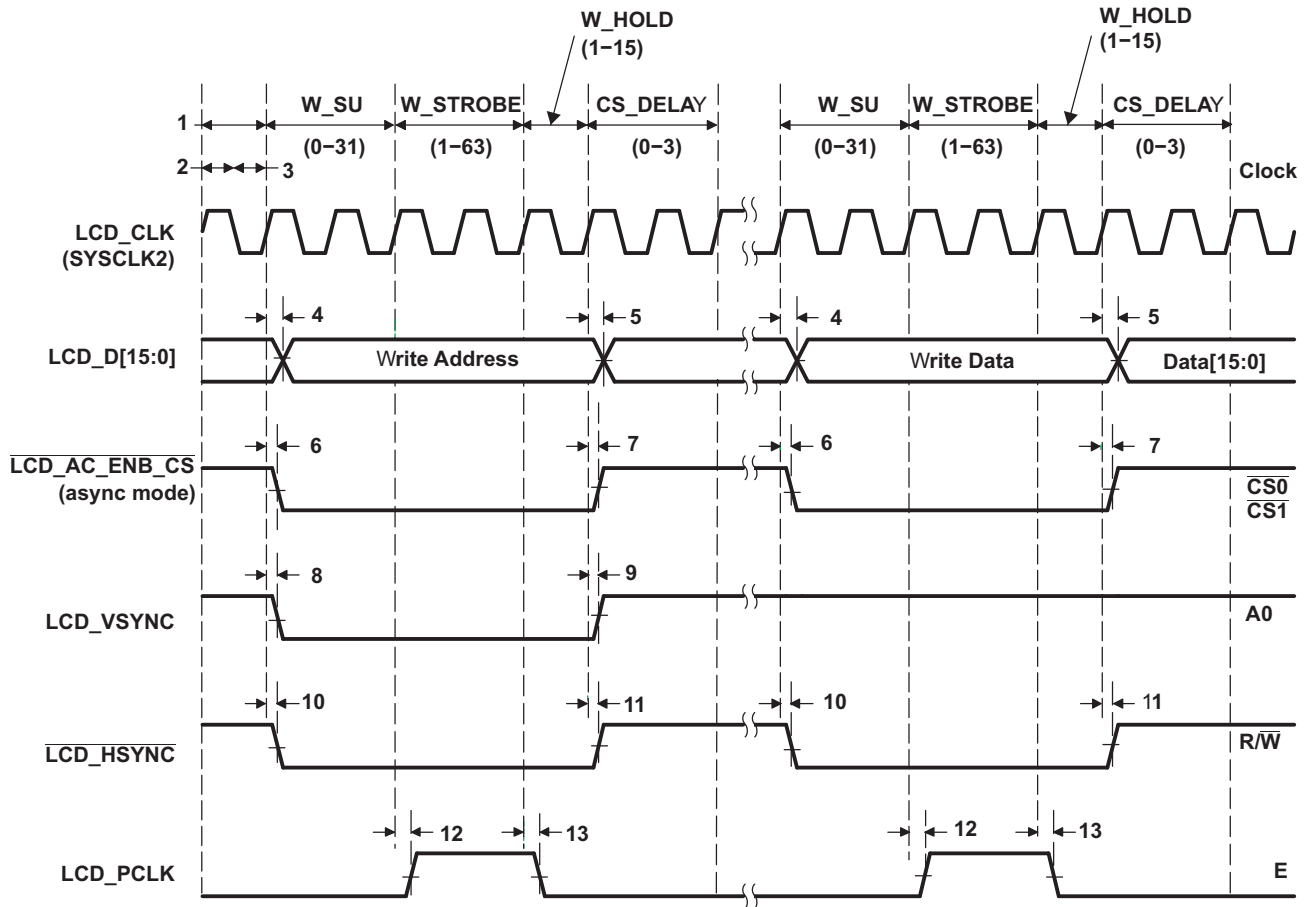 W_HOLD
(1−15)
W_HOLD
(1−15)
W_SU
W_STROBE
CS_DELAY
W_SU
W_STROBE
CS_DELAY
1
(0−31)
(1−63)
(0−3)
(0−31)
(1−63)
(0−3)
2
3
Clock
LCD_CLK
(SYSCLK2)
4
5
4
5
LCD_D[15:0]
Write Address
Write Data
Data[15:0]
6
7
6
7
LCD_AC_ENB_CS
(async mode)
CS0
CS1
8
9
LCD_VSYNC
A0
10
11
10
11
LCD_HSYNC
R/W
12
13
12
13
LCD_PCLK
E